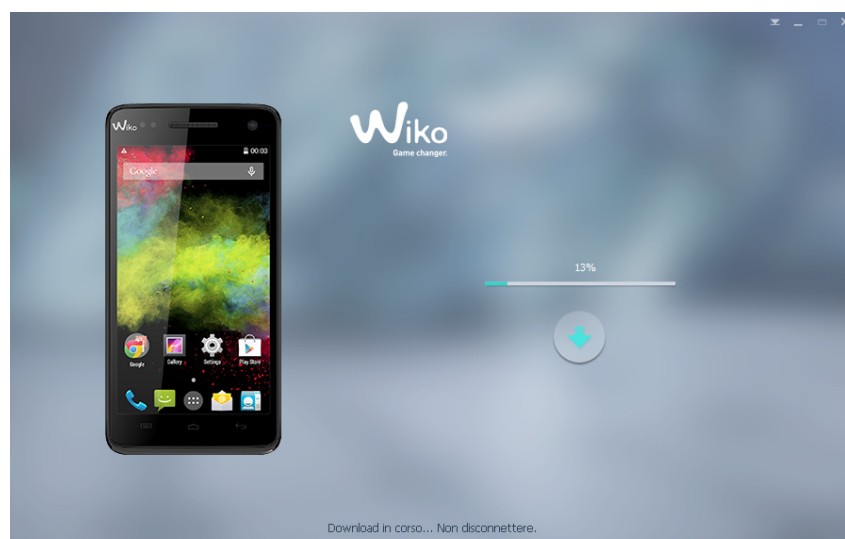 Wiko
Game changer.
Wiko
00:03
Google
Google
Gallery
Settings
Play Store
13%
Download in corso... Non disconnettere.